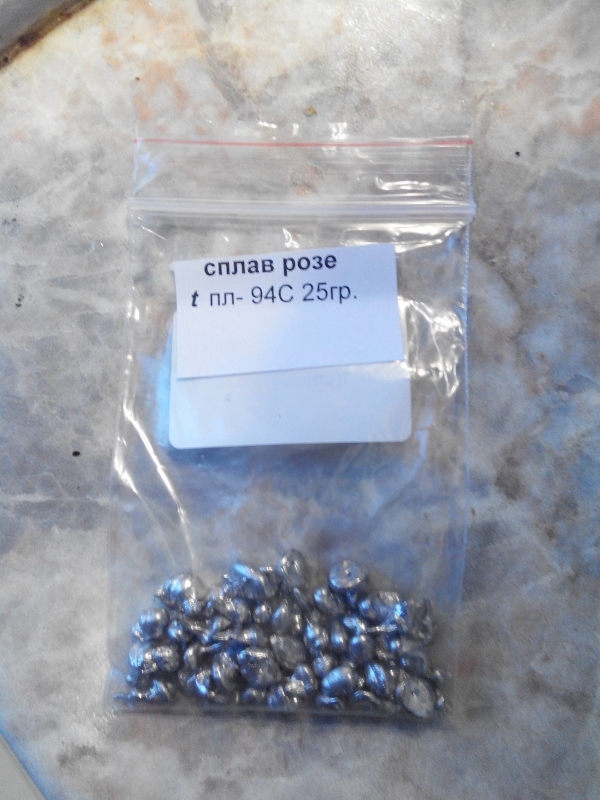 сплав розе
t пл- 94С 25гр.